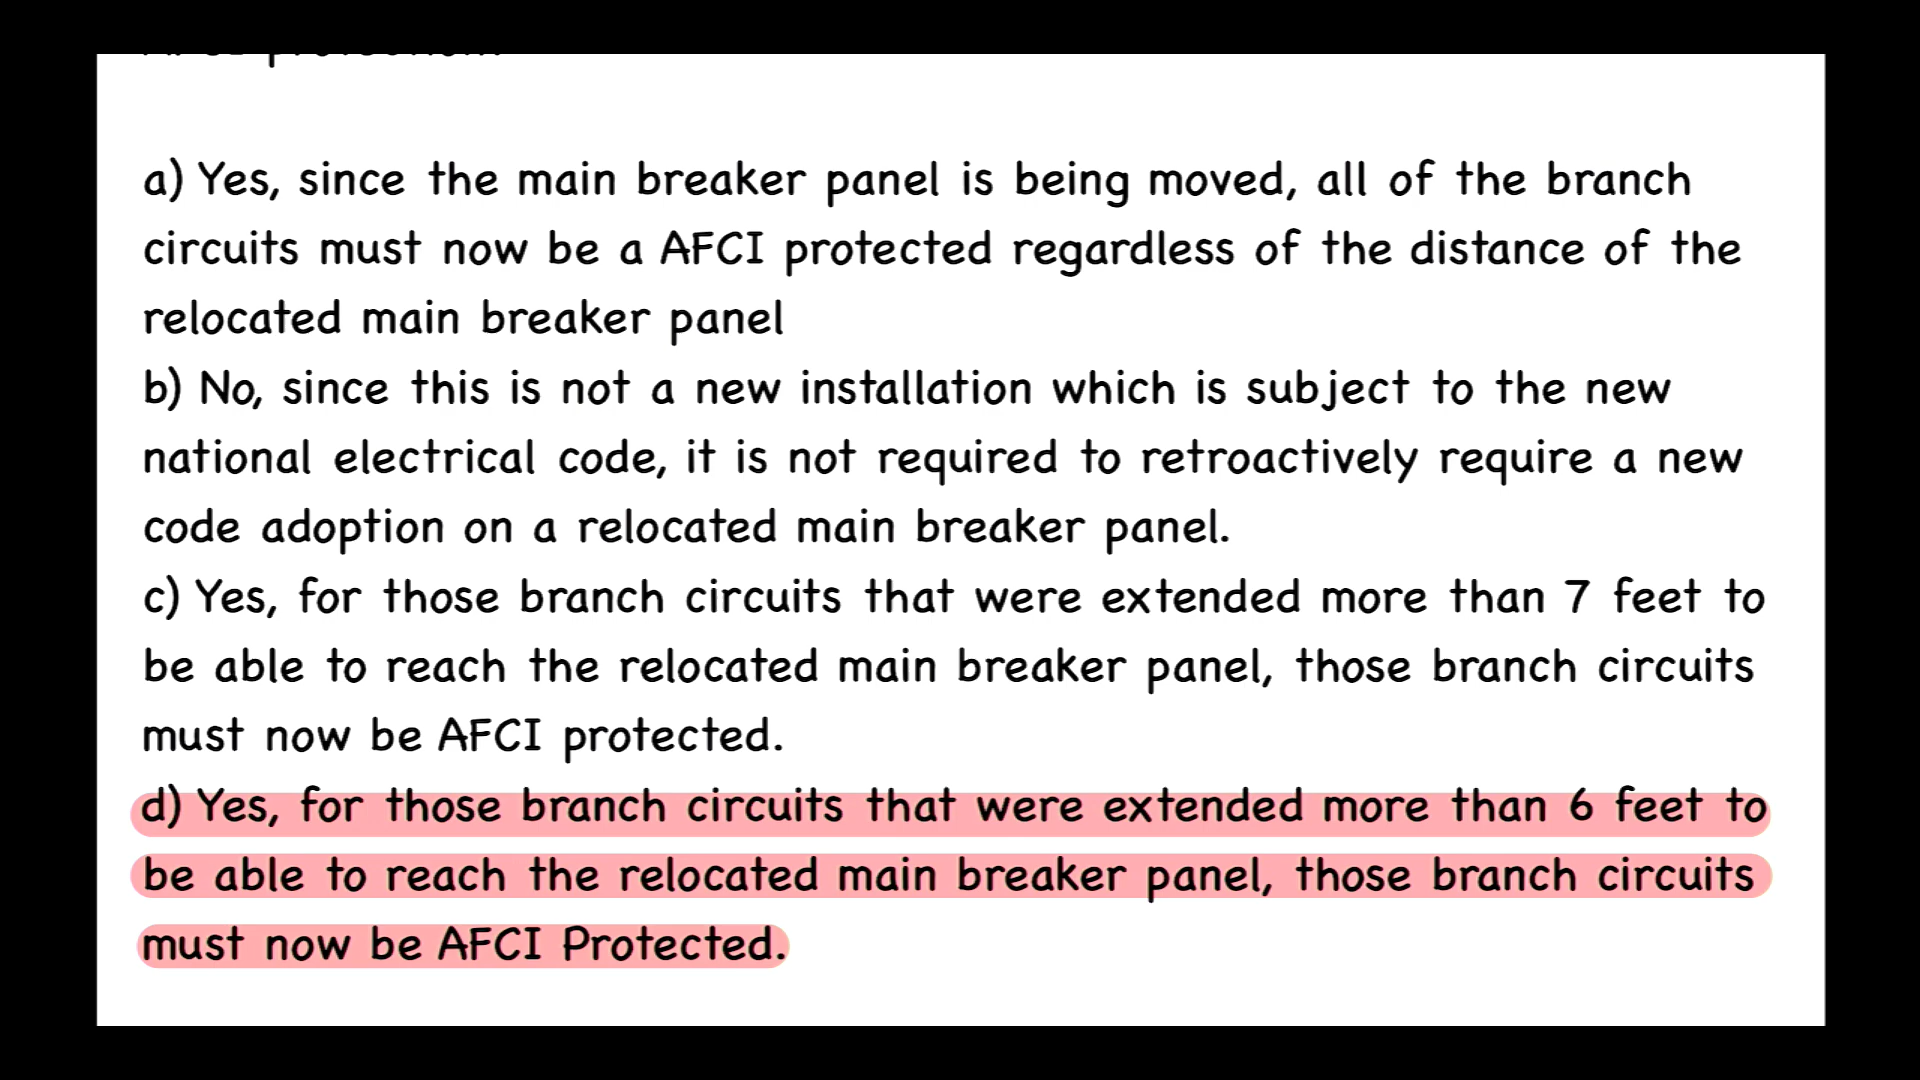 a) Yes, since the main breaker panel is being moved, all of the branch
circuits must now be a AFCI protected regardless of the distance of the
relocated main breaker panel
b) No, since this is not a new installation which is subject to the new
national electrical code, it is not required to retroactively require a new
code adoption on a relocated main breaker panel.
c) Yes, for those branch circuits that were extended more than 7 feet to
be able to reach the relocated main breaker panel, those branch circuits
must now be AFCI protected.
d) Yes, for those branch circuits that were extended more than 6 feet to
be able to reach the relocated main breaker panel, those branch circuits
must now be AFCI Protected.